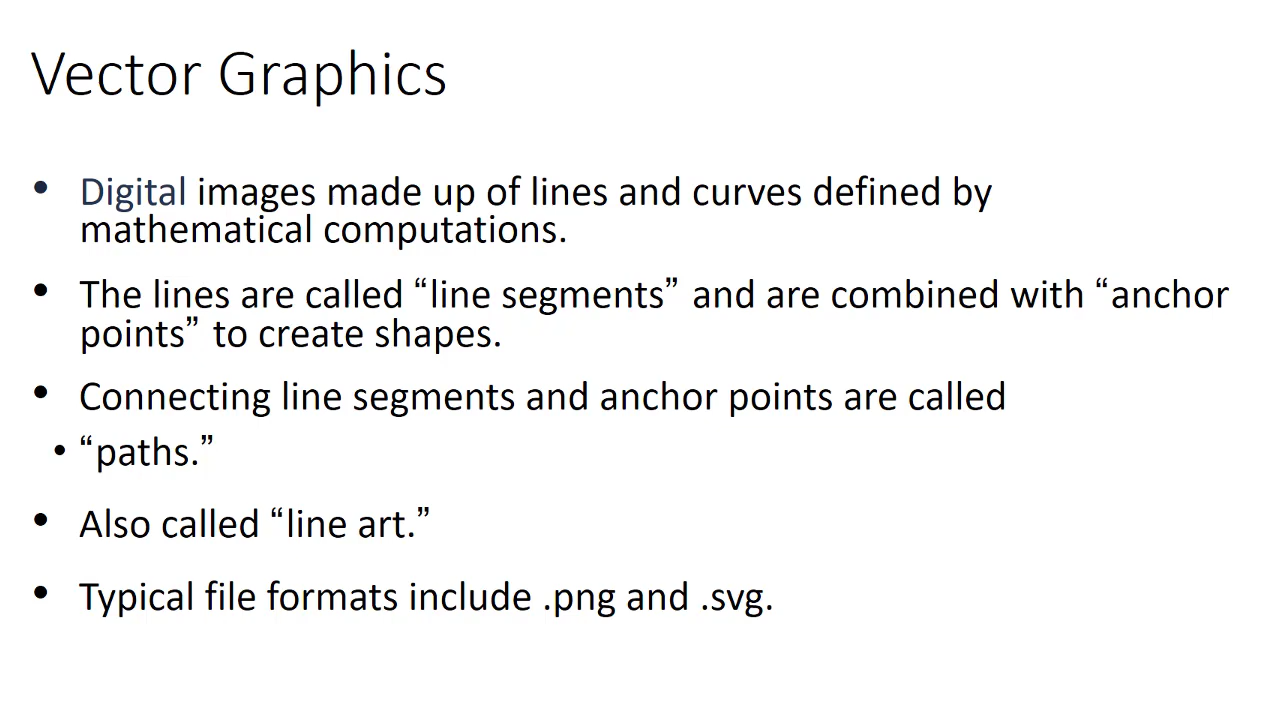 Vector Graphics
• Digital images made up of lines and curves defined by
mathematical computations.
• The lines are called “line segments” and are combined with “anchor
points” to create shapes.
• Connecting line segments and anchor points are called
• “paths.”
• Also called “line art.”
• Typical file formats include .png and .svg.